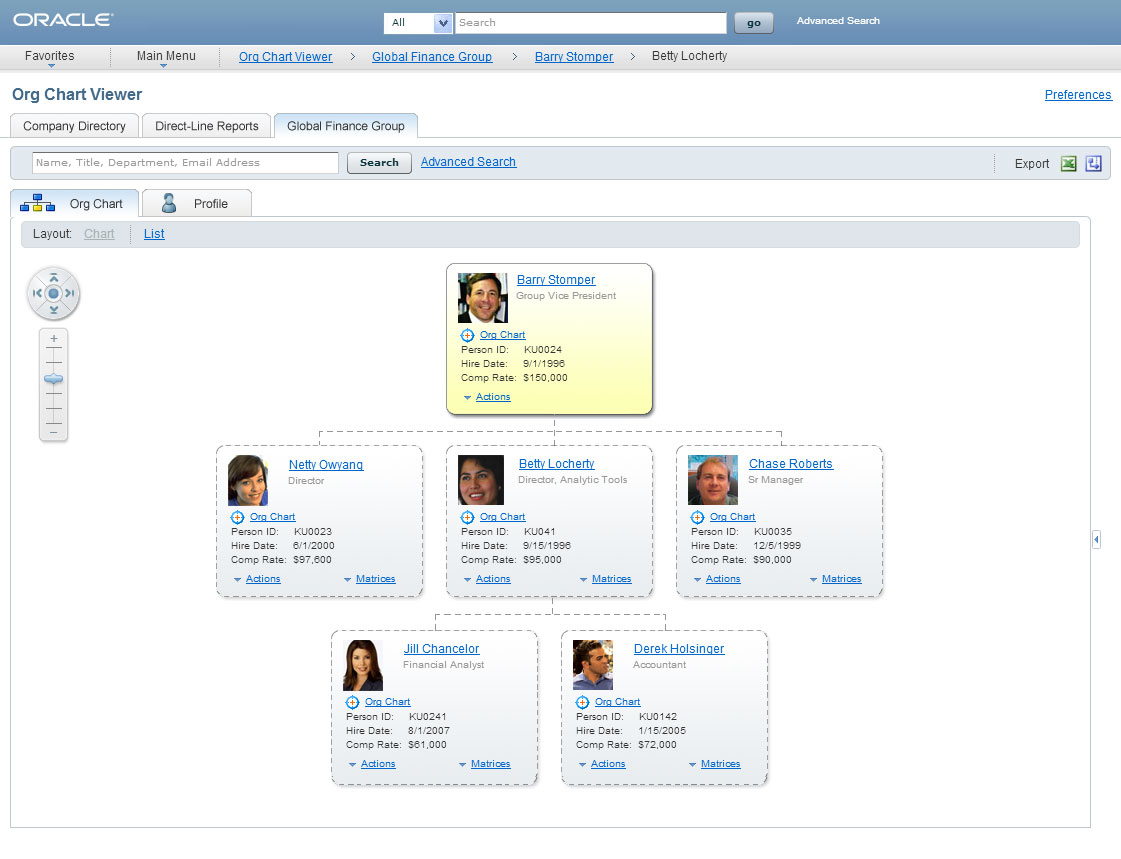 ORACLE®
All Search go Advanced Search
Favorites Main Menu Org Chart Viewer > Global Finance Group > Barry Stomper > Betty Locherty
Org Chart Viewer Preferences
Company Directory Direct-Line Reports Global Finance Group
Name, Title, Department, Email Address Search Advanced Search Export
Org Chart Profile
Layout: Chart List
Barry Stomper
Group Vice President
Org Chart
Person ID: KU0024
Hire Date: 9/1/1996
Comp Rate: $150,000
Actions
Netty Owyang
Director
Org Chart
Person ID: KU0023
Hire Date: 6/1/2000
Comp Rate: $97,600
Actions Matrices
Betty Locherty
Director, Analytic Tools
Org Chart
Person ID: KU041
Hire Date: 9/15/1996
Comp Rate: $95,000
Actions Matrices
Chase Roberts
Sr Manager
Org Chart
Person ID: KU0035
Hire Date: 12/5/1999
Comp Rate: $90,000
Actions Matrices
Jill Chancelor
Financial Analyst
Org Chart
Person ID: KU0241
Hire Date: 8/1/2007
Comp Rate: $61,000
Actions Matrices
Derek Holsinger
Accountant
Org Chart
Person ID: KU0142
Hire Date: 1/15/2005
Comp Rate: $72,000
Actions Matrices